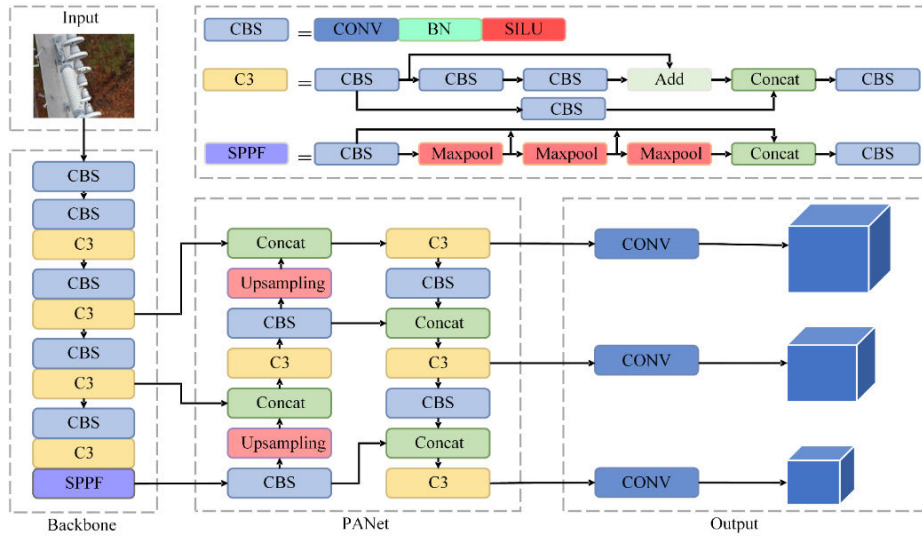 Input
CBS = CONV BN SILU
C3 = CBS CBS CBS Add Concat CBS
CBS
SPPF = CBS Maxpool Maxpool Maxpool Concat CBS
CBS
CBS
C3
CBS
C3
CBS
C3
CBS
C3
SPPF
Backbone
Concat
Upsampling
CBS
C3
Concat
Upsampling
CBS
C3
CBS
Concat
C3
CBS
Concat
C3
PANet
CONV
CONV
CONV
Output